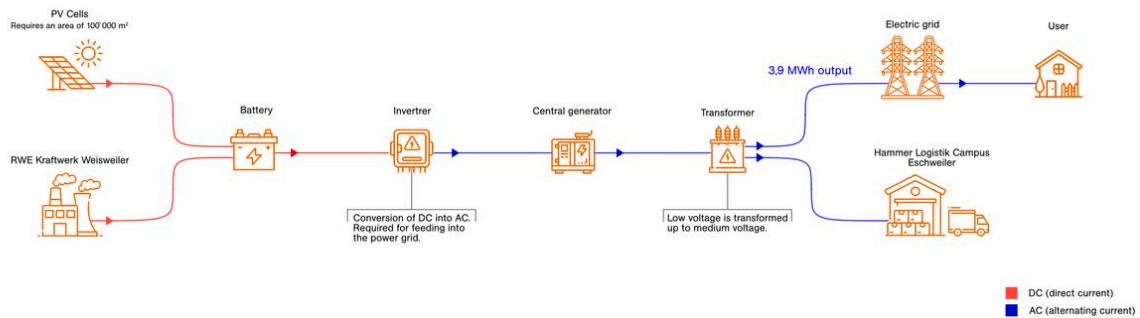 PV Cells
Requires an area of 100'000 m²
RWE Kraftwerk Weisweiler
Battery
Invertrer
Conversion of DC into AC.
Required for feeding into
the power grid.
Central generator
Transformer
Low voltage is transformed
up to medium voltage.
3,9 MWh output
Electric grid
User
Hammer Logistik Campus
Eschweiler
DC (direct current)
AC (alternating current)